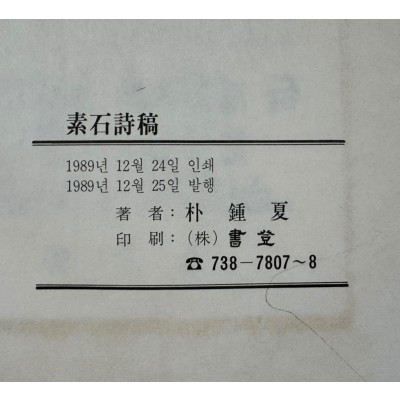 素石詩稿
1989년 12월 24일 인쇄
1989년 12월 25일 발행
著 者: 朴 鍾 夏
印 刷: (株) 書堂
☎ 738-7807~8